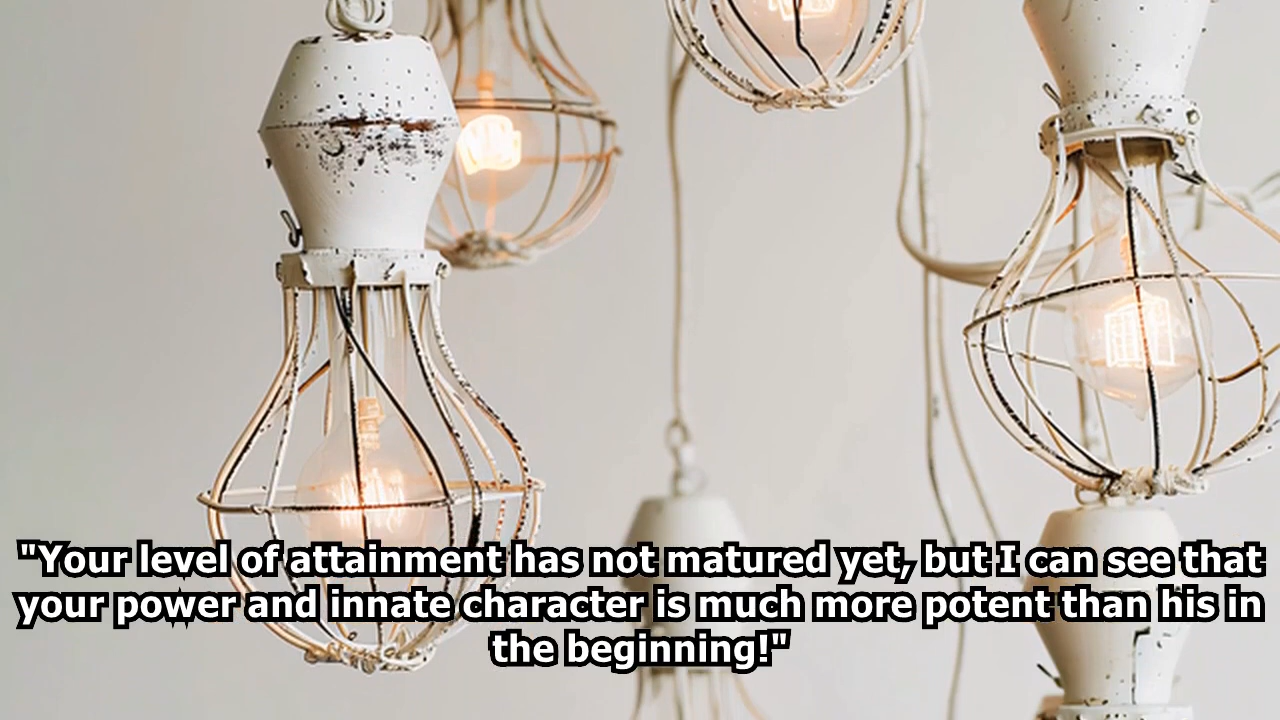 "Your level of attainment has not matured yet, but I can see that
your power and innate character is much more potent than his in
the beginning!"